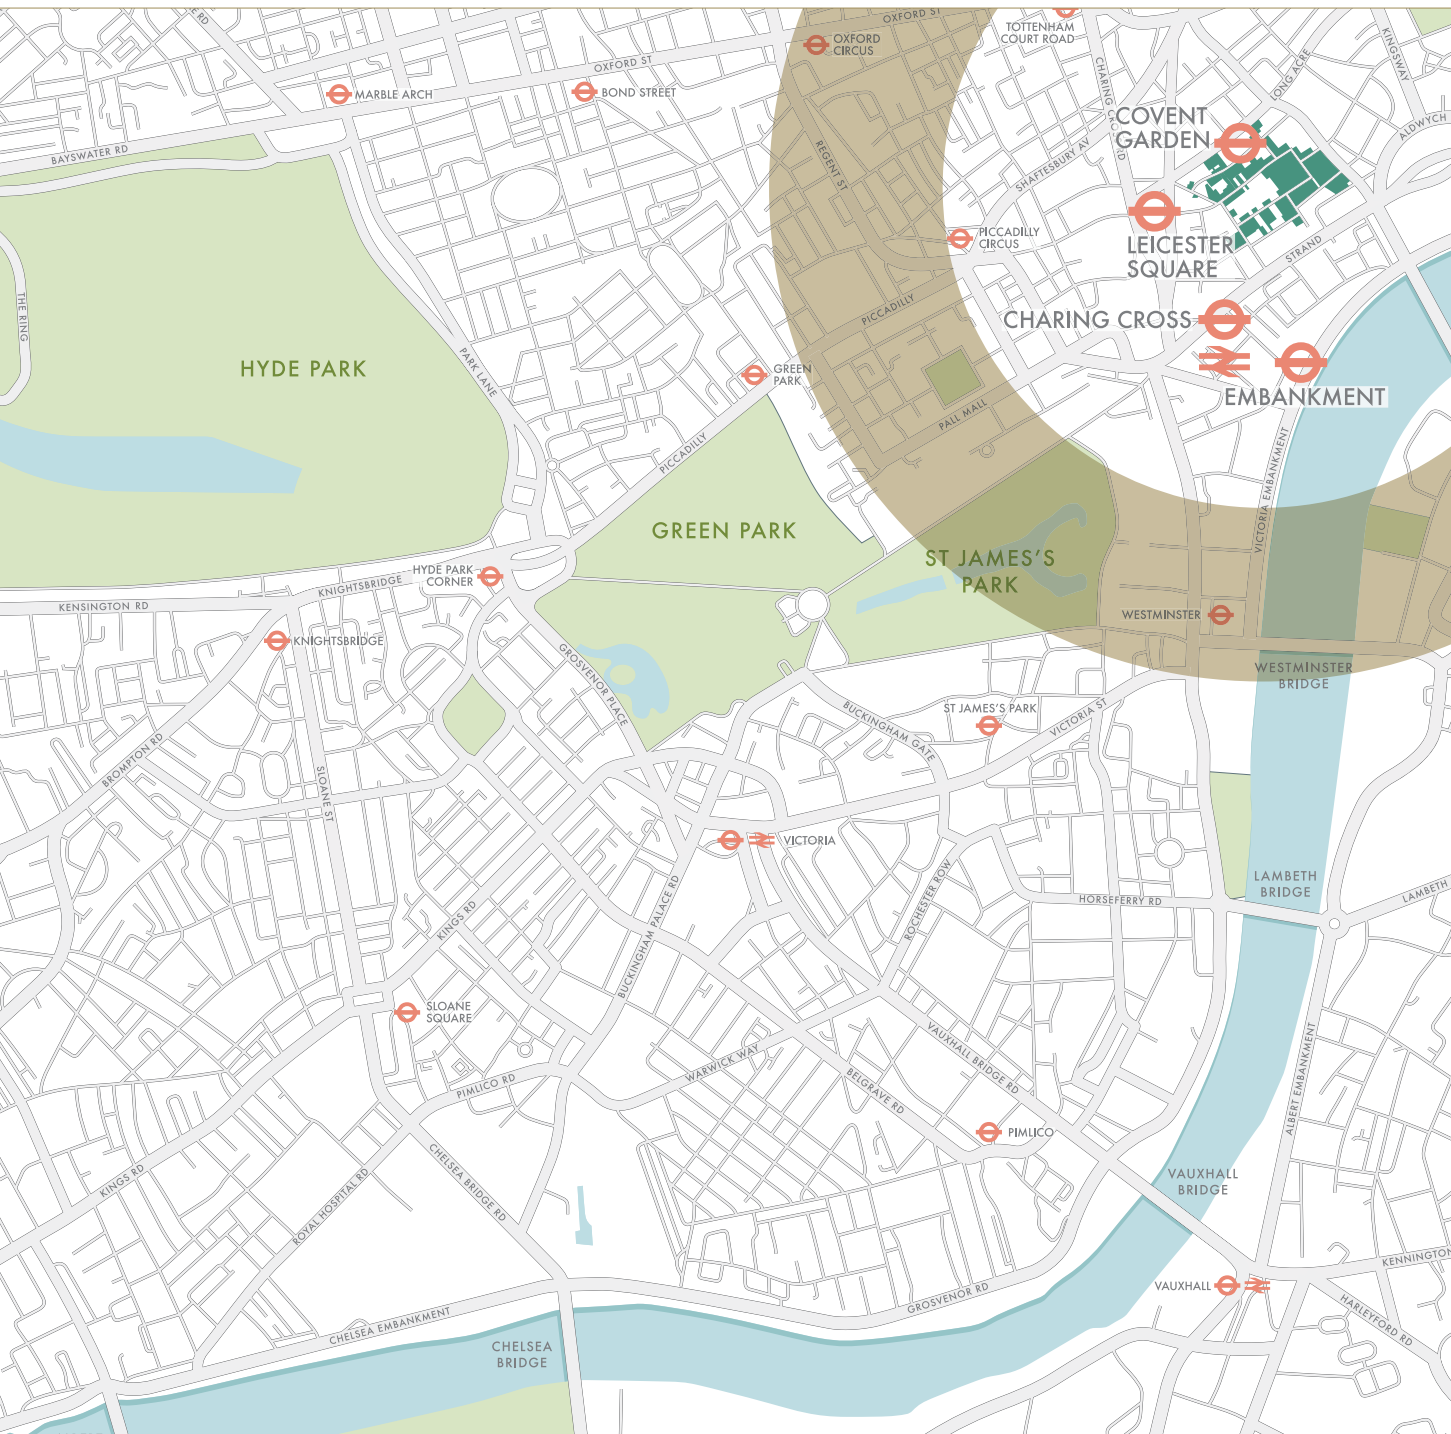 OXFORD ST
TOTTENHAM
COURT ROAD
OXFORD
CIRCUS
KINGSWAY
OXFORD ST
MARBLE ARCH
BOND STREET
CHARING CROSS RD
LONG ACRE
COVENT
GARDEN
ALDWYCH
BAYSWATER RD
REGENT ST
SHAFTESBURY AV
PICCADILLY
CIRCUS
LEICESTER
SQUARE
STRAND
THE RING
PICCADILLY
CHARING CROSS
HYDE PARK
PARK LANE
GREEN
PARK
EMBANKMENT
PALL MALL
PICCADILLY
VICTORIA EMBANKMENT
GREEN PARK
ST JAMES'S
PARK
HYDE PARK
CORNER
KNIGHTSBRIDGE
KENSINGTON RD
WESTMINSTER
KNIGHTSBRIDGE
GROSVENOR PLACE
WESTMINSTER
BRIDGE
BUCKINGHAM GATE
ST JAMES'S PARK
VICTORIA ST
BROMPTON RD
SLOANE ST
VICTORIA
LAMBETH
BRIDGE
LAMBETH
HORSEFERRY RD
ROCHESTER ROW
KINGS RD
BUCKINGHAM PALACE RD
SLOANE
SQUARE
VAUXHALL BRIDGE RD
WARWICK WAY
ALBERT EMBANKMENT
PIMLICO RD
BELGRAVE RD
PIMLICO
KINGS RD
CHELSEA BRIDGE RD
ROYAL HOSPITAL RD
VAUXHALL
BRIDGE
KENNINGTON
VAUXHALL
GROSVENOR RD
HARLEYFORD RD
CHELSEA EMBANKMENT
CHELSEA
BRIDGE